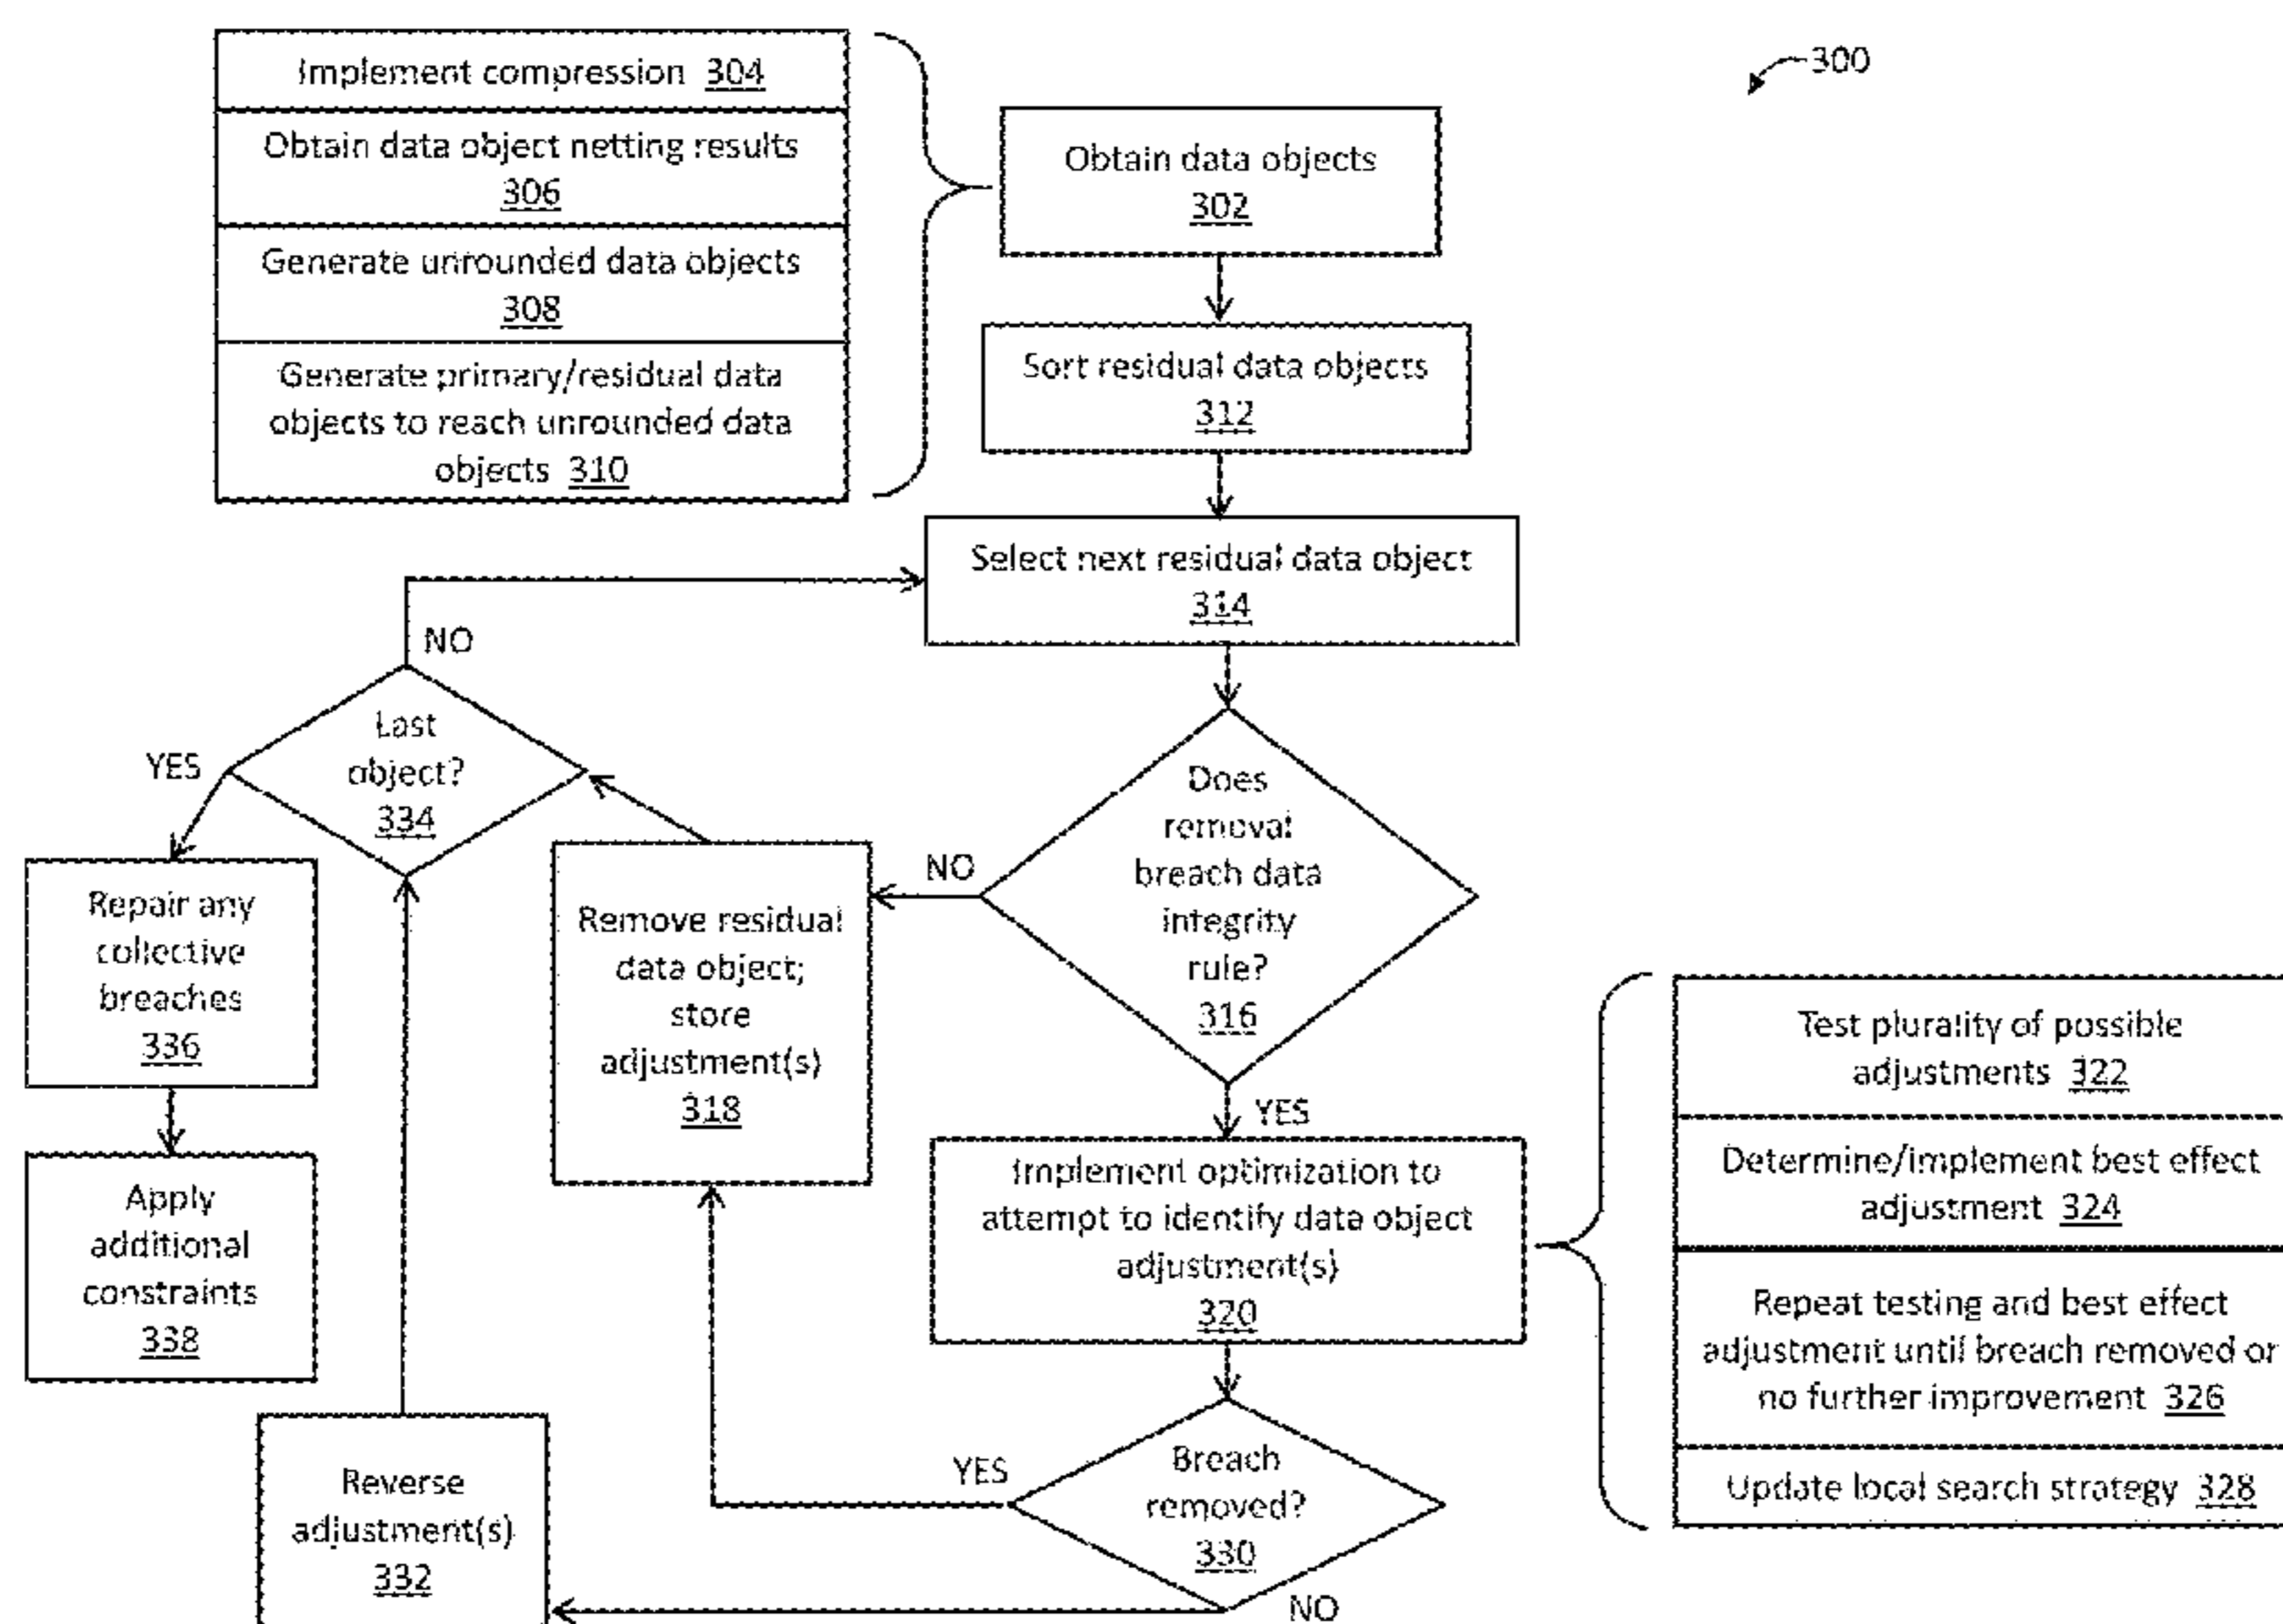 300
Implement compression 304
Obtain data object netting results
306
Generate unrounded data objects
308
Generate primary/residual data
objects to reach unrounded data
objects 310
Obtain data objects
302
Sort residual data objects
312
Select next residual data object
314
NO
Last
object?
334
YES
Does
removal
breach data
integrity
rule?
316
NO
YES
Remove residual
data object;
store
adjustment(s)
318
Repair any
collective
breaches
336
Apply
additional
constraints
338
Implement optimization to
attempt to identify data object
adjustment(s)
320
Test plurality of possible
adjustments 322
Determine/implement best effect
adjustment 324
Repeat testing and best effect
adjustment until breach removed or
no further improvement 326
Update local search strategy 328
Breach
removed?
330
YES
NO
Reverse
adjustment(s)
332